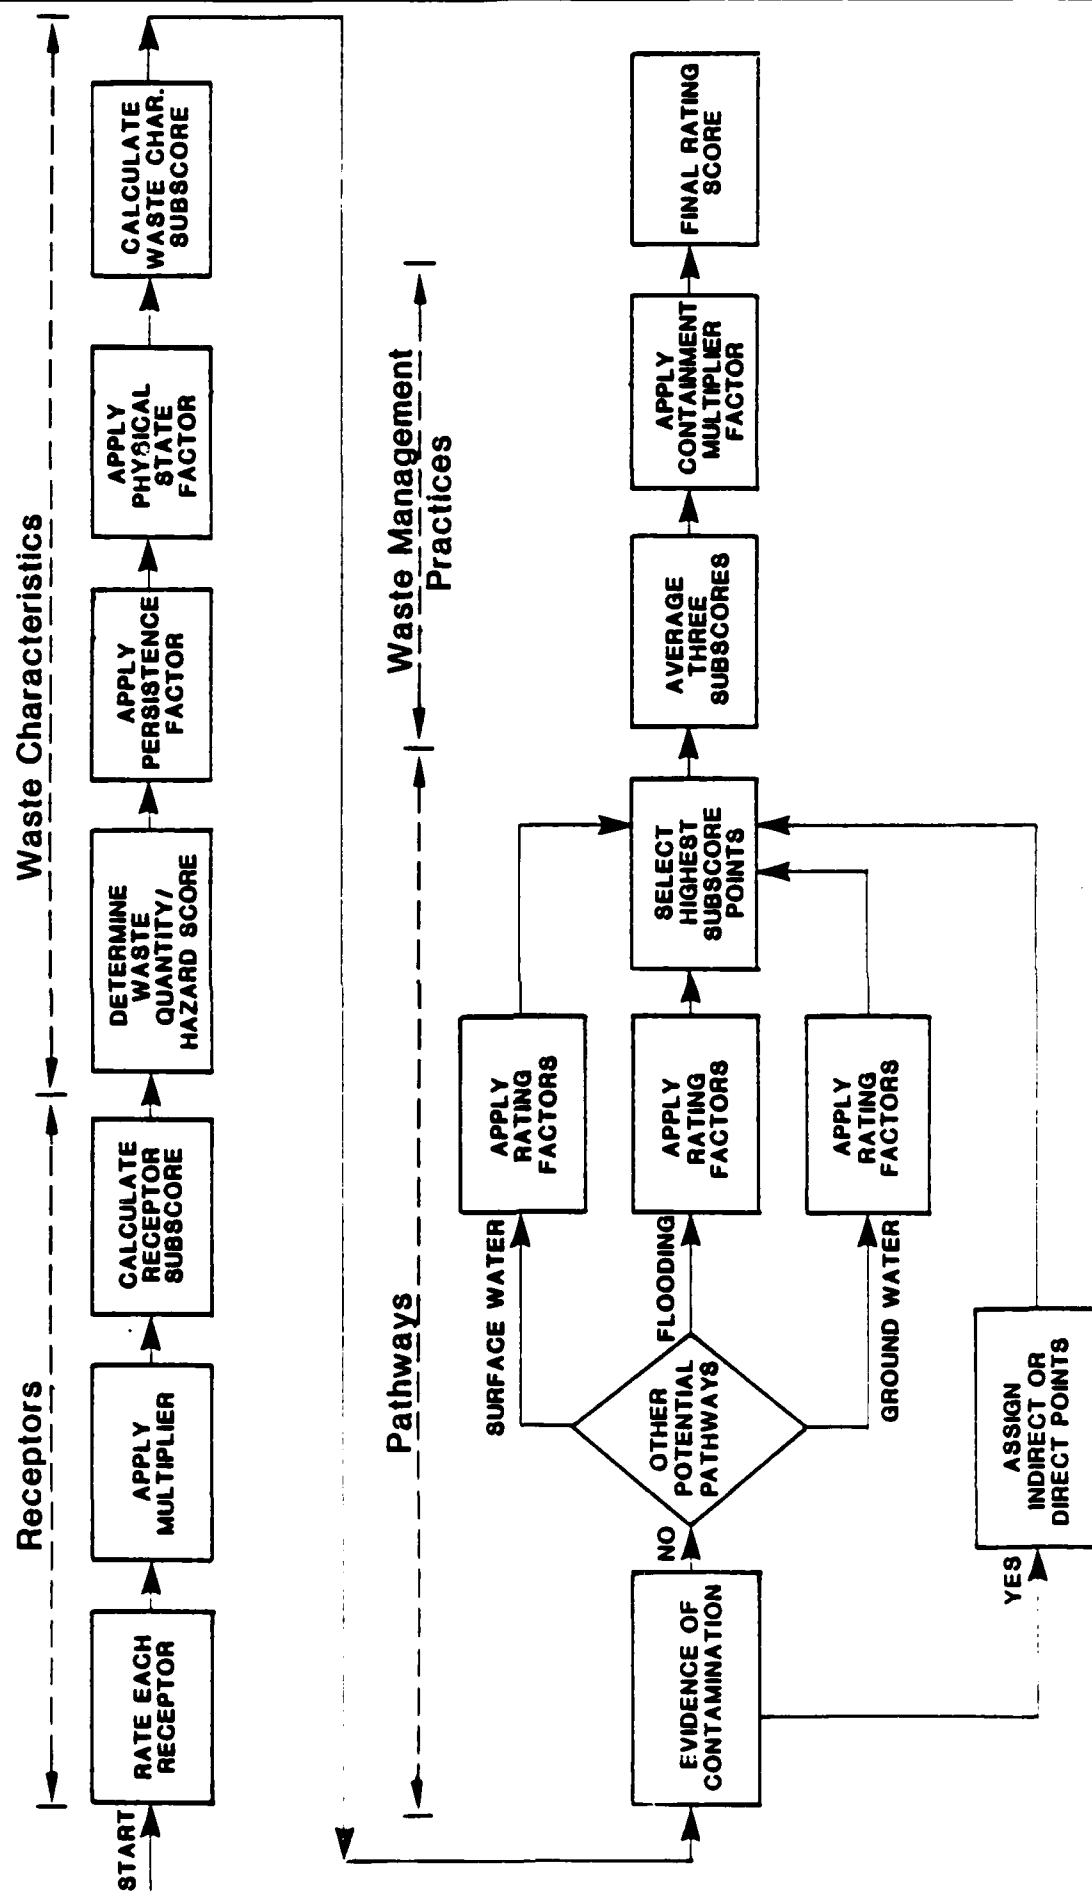 Receptors
Waste Characteristics
START
RATE EACH
RECEPTOR
APPLY
MULTIPLIER
CALCULATE
RECEPTOR
SUBSCORE
DETERMINE
WASTE
QUANTITY/
HAZARD SCORE
APPLY
PERSISTENCE
FACTOR
APPLY
PHYSICAL
STATE
FACTOR
CALCULATE
WASTE CHAR.
SUBSCORE
Pathways
Waste Management
Practices
EVIDENCE OF
CONTAMINATION
NO
YES
OTHER
POTENTIAL
PATHWAYS
SURFACE WATER
FLOODING
GROUND WATER
ASSIGN
INDIRECT OR
DIRECT POINTS
APPLY
RATING
FACTORS
APPLY
RATING
FACTORS
APPLY
RATING
FACTORS
SELECT
HIGHEST
SUBSCORE
POINTS
AVERAGE
THREE
SUBSCORES
APPLY
CONTAINMENT
MULTIPLIER
FACTOR
FINAL RATING
SCORE